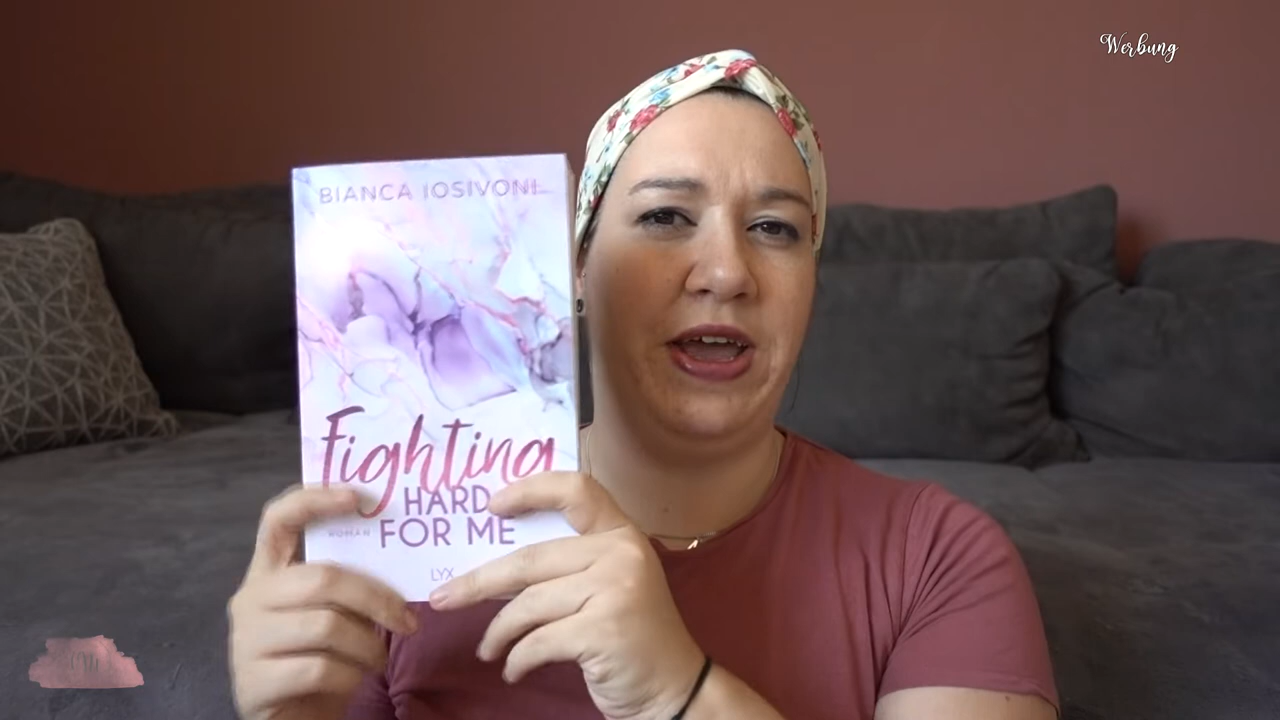 Werbung
BIANCA IOSIVONI
Fighting
HARD
FOR ME
ROMAN
LYX